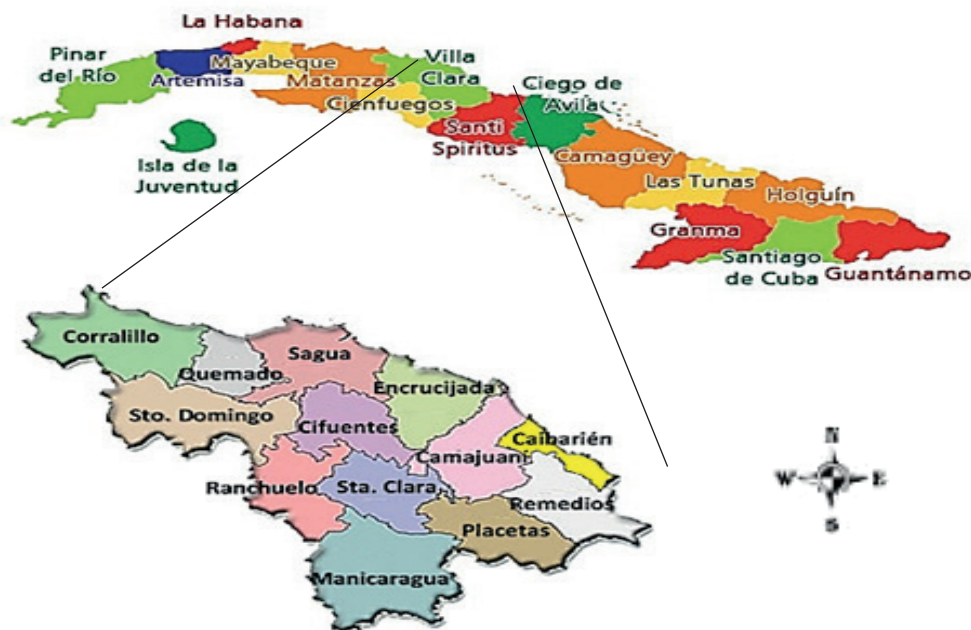 La Habana
Pinar
del Río
Artemisa
Mayabeque
Matanzas
Villa
Clara
Cienfuegos
Ciego de
Avila
Santi
Spiritus
Isla de la
Juventud
Camagüey
Las Tunas
Holguín
Granma
Santiago
de Cuba
Guantánamo
Corralillo
Quemado
Sagua
Encrucijada
Sto. Domingo
Cifuentes
Camajuaní
Caibarién
Ranchuelo
Sta. Clara
Remedios
Placetas
Manicaragua
N
W
E
S